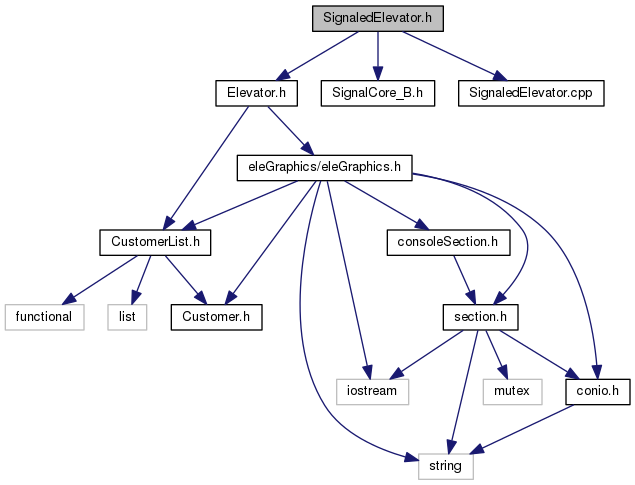 SignaledElevator.h
Elevator.h
SignalCore_B.h
SignaledElevator.cpp
eleGraphics/eleGraphics.h
CustomerList.h
consoleSection.h
functional
list
Customer.h
section.h
iostream
mutex
conio.h
string